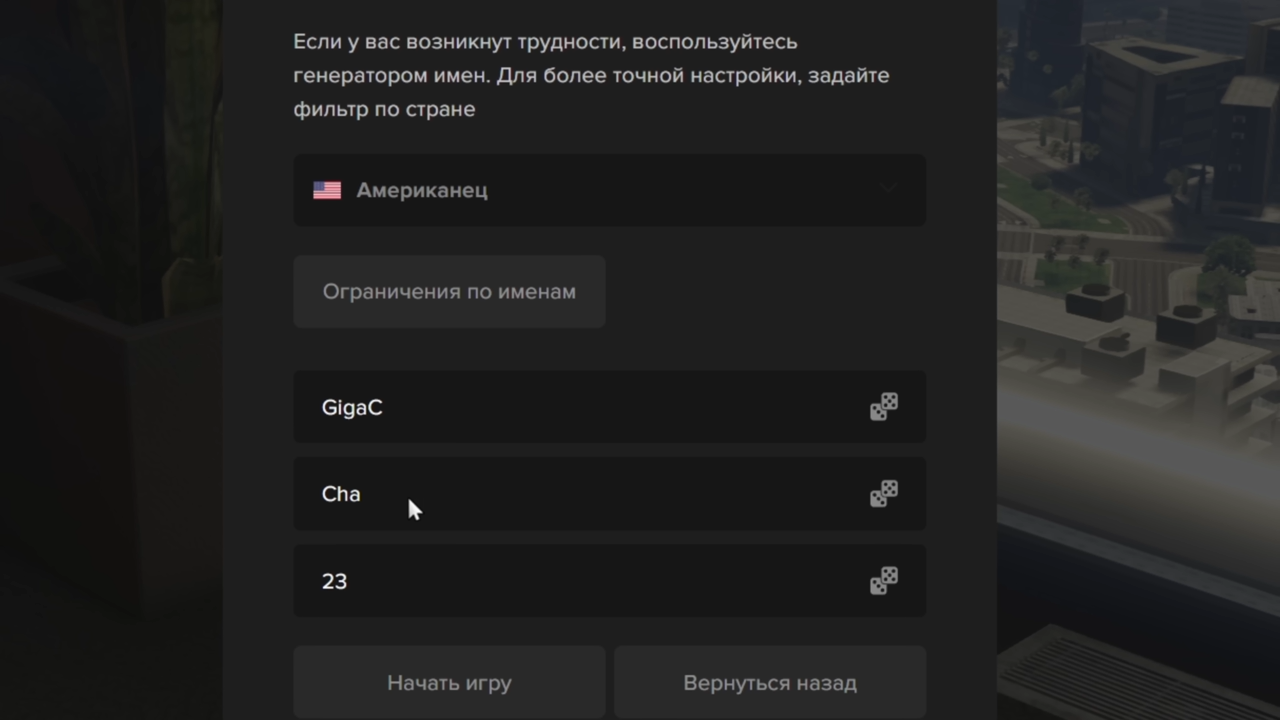 Если у вас возникнут трудности, воспользуйтесь
генератором имен. Для более точной настройки, задайте
фильтр по стране
Американец
Ограничения по именам
GigaC
Cha
23
Начать игру
Вернуться назад